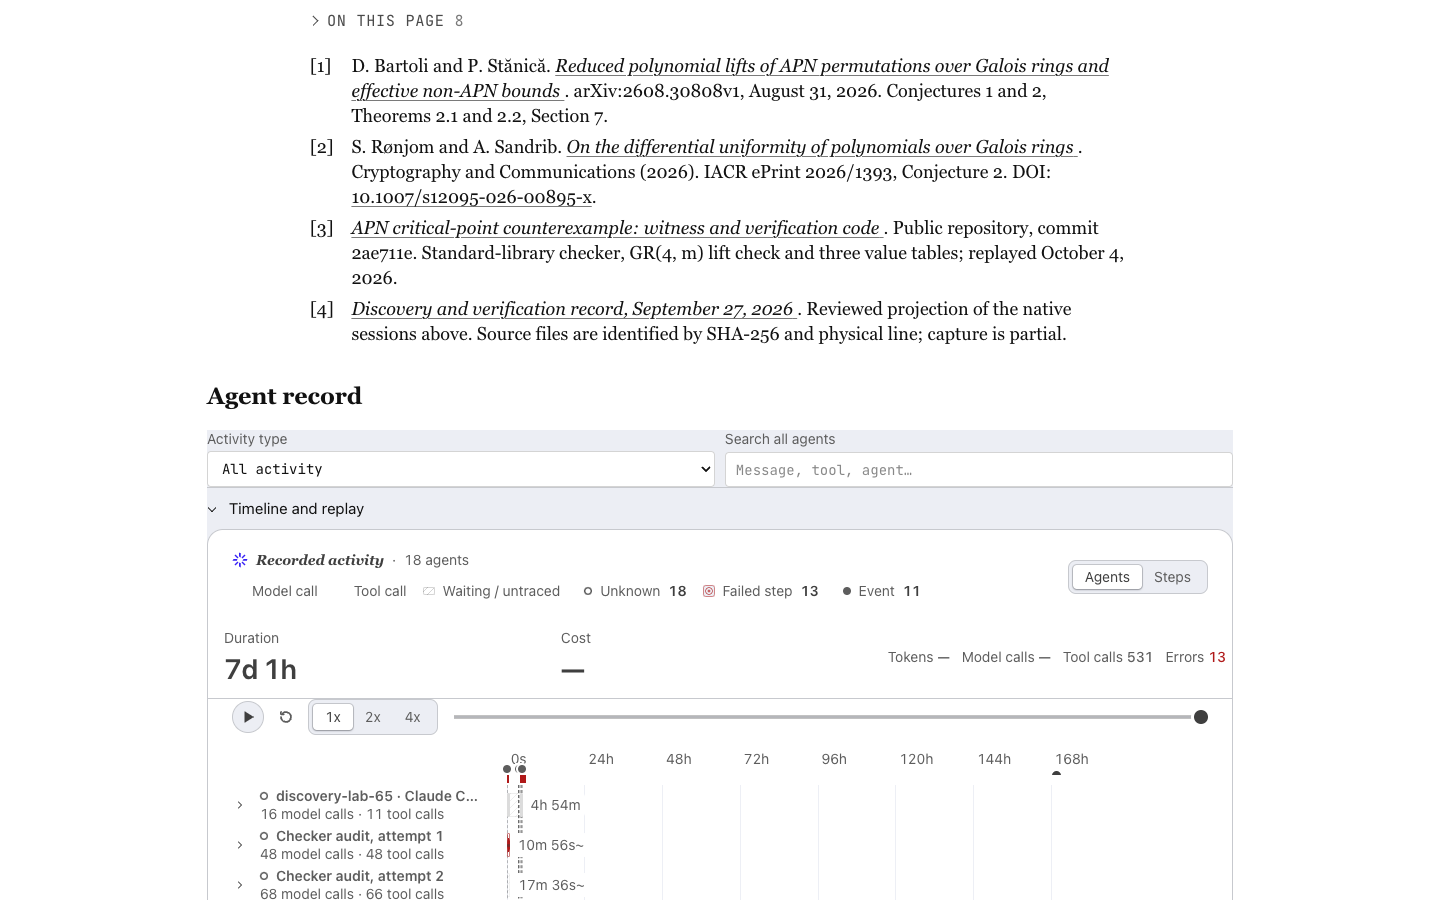 ON THIS PAGE 8
[1] D. Bartoli and P. Stănică. Reduced polynomial lifts of APN permutations over Galois rings and
effective non-APN bounds . arXiv:2608.30808v1, August 31, 2026. Conjectures 1 and 2,
Theorems 2.1 and 2.2, Section 7.
[2] S. Rønjom and A. Sandrib. On the differential uniformity of polynomials over Galois rings .
Cryptography and Communications (2026). IACR ePrint 2026/1393, Conjecture 2. DOI:
10.1007/s12095-026-00895-x.
[3] APN critical-point counterexample: witness and verification code . Public repository, commit
2ae711e. Standard-library checker, GR(4, m) lift check and three value tables; replayed October 4,
2026.
[4] Discovery and verification record, September 27, 2026 . Reviewed projection of the native
sessions above. Source files are identified by SHA-256 and physical line; capture is partial.
Agent record
Activity type Search all agents
All activity Message, tool, agent…
Timeline and replay
Recorded activity · 18 agents
Agents Steps
Model call Tool call Waiting / untraced Unknown 18 Failed step 13 Event 11
Duration Cost
7d 1h — Tokens — Model calls — Tool calls 531 Errors 13
1x 2x 4x
0s 24h 48h 72h 96h 120h 144h 168h
discovery-lab-65 · Claude C...
16 model calls · 11 tool calls
4h 54m
Checker audit, attempt 1
48 model calls · 48 tool calls
10m 56s~
Checker audit, attempt 2
68 model calls · 66 tool calls
17m 36s~